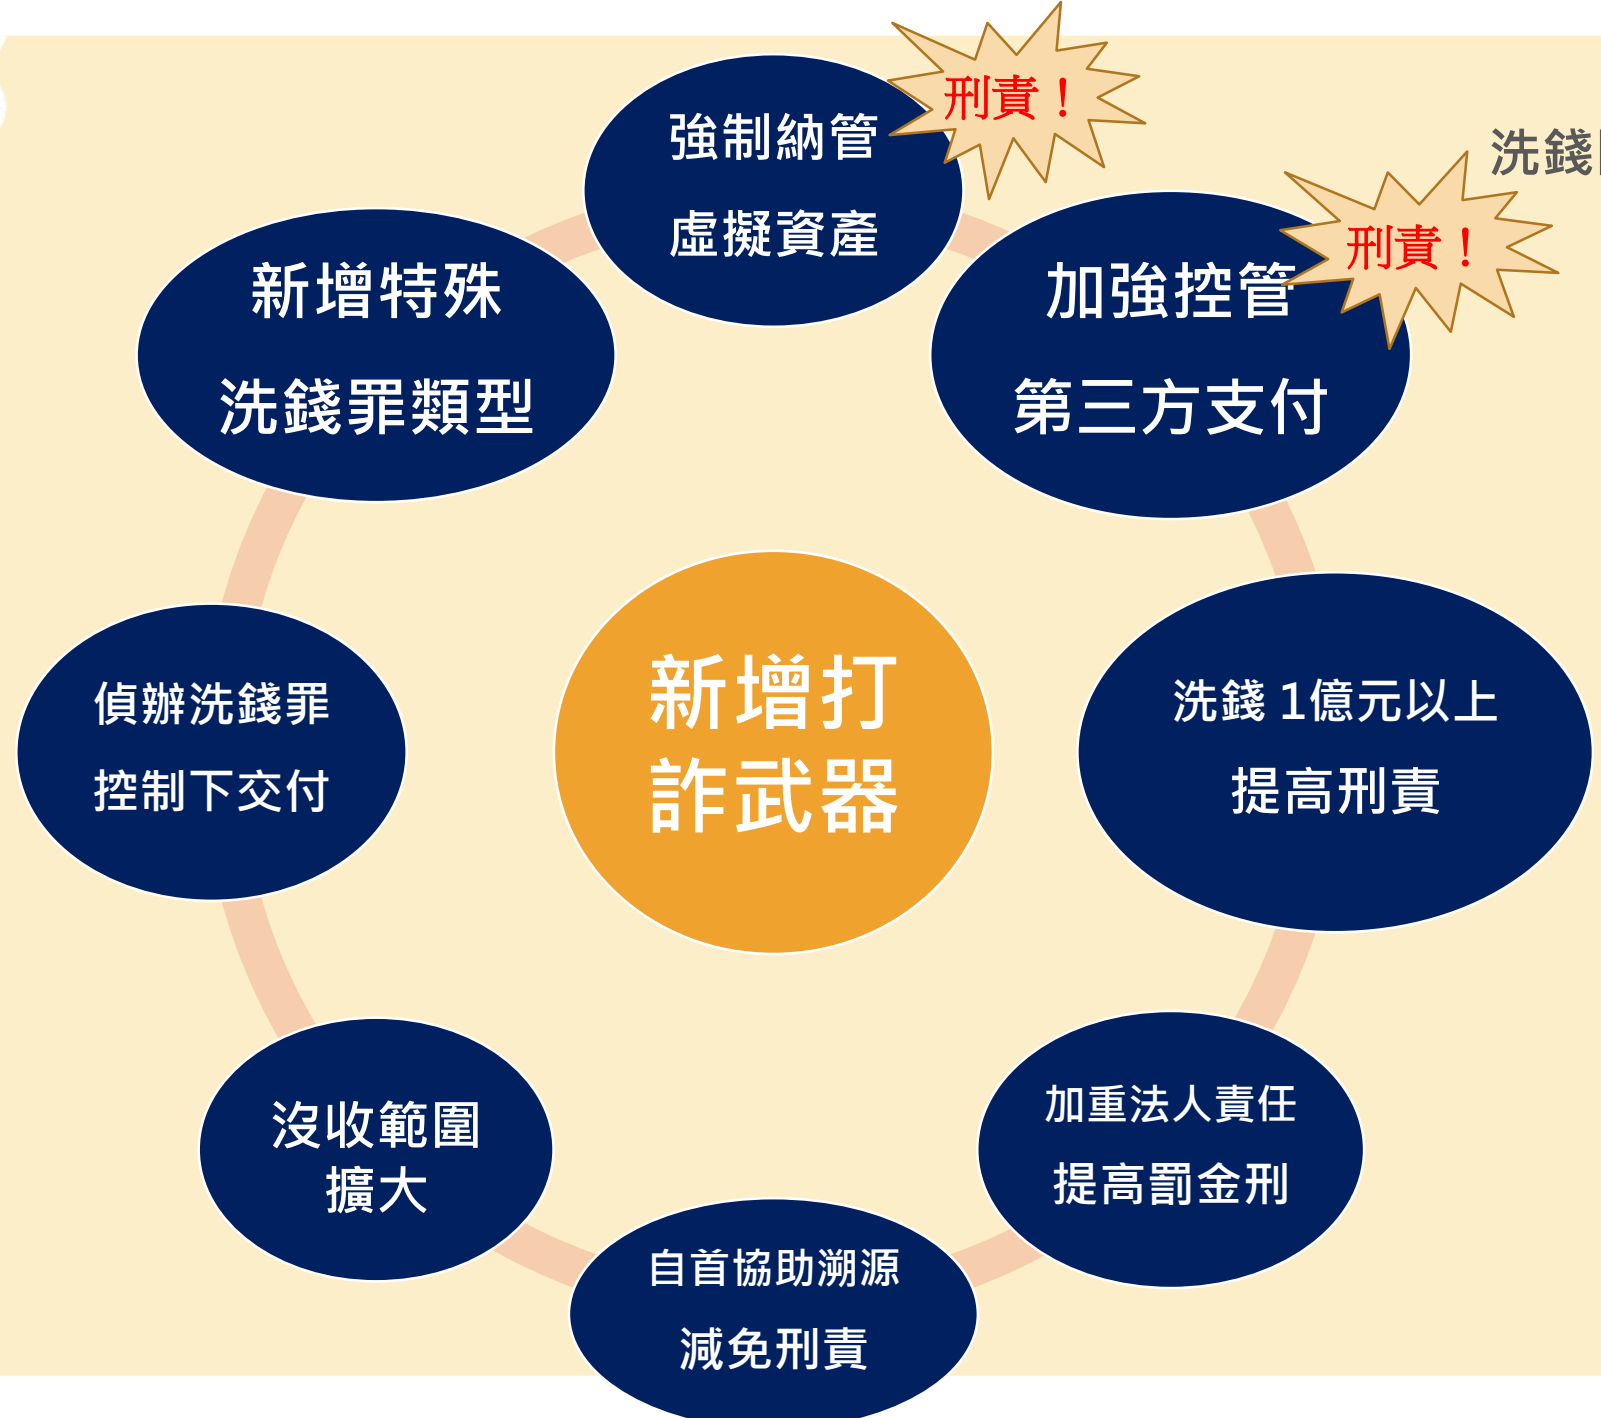 強制納管
虛擬資產
刑責！
洗錢
加強控管
第三方支付
刑責！
新增特殊
洗錢罪類型
新增打
詐武器
偵辦洗錢罪
控制下交付
洗錢 1億元以上
提高刑責
沒收範圍
擴大
加重法人責任
提高罰金刑
自首協助溯源
減免刑責